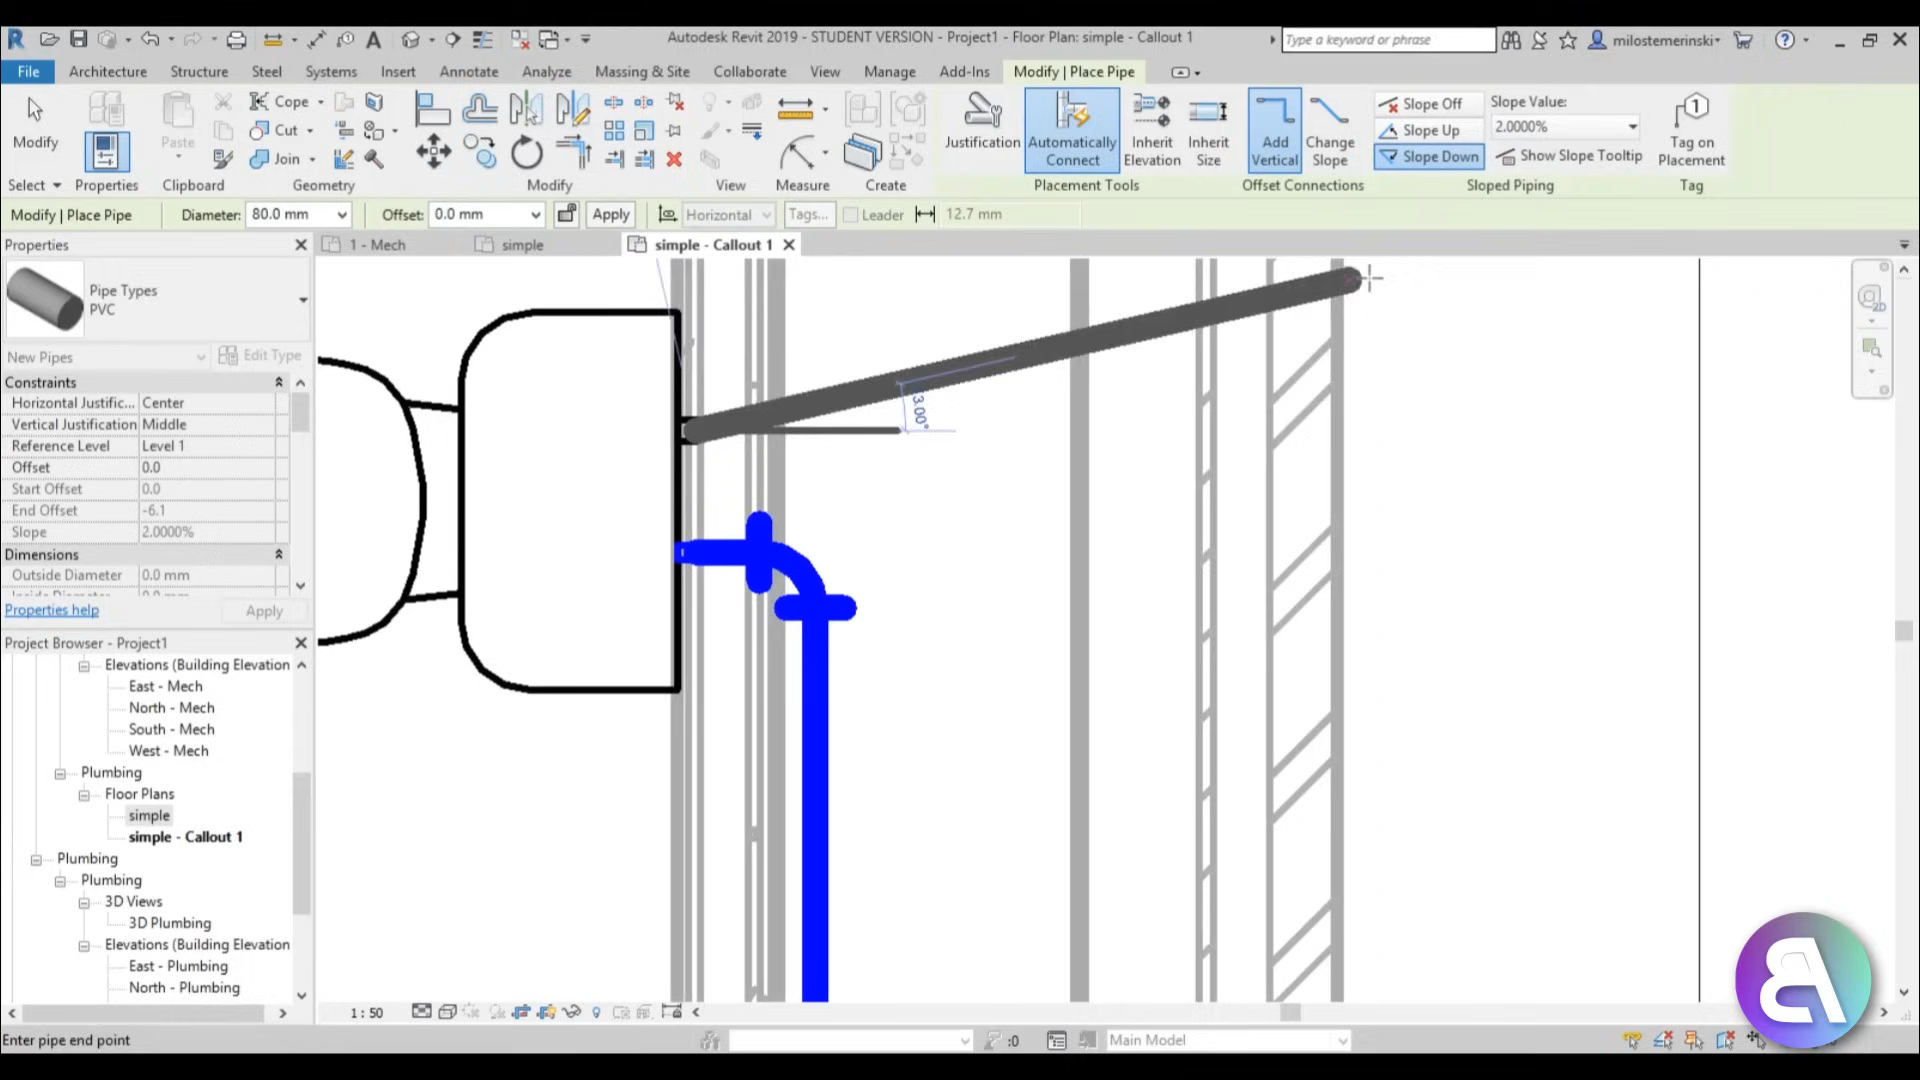 Autodesk Revit 2019 - STUDENT VERSION - Project1 - Floor Plan: simple - Callout 1
Type a keyword or phrase
milostemerinski
File Architecture Structure Steel Systems Insert Annotate Analyze Massing & Site Collaborate View Manage Add-Ins Modify | Place Pipe
Modify
Paste
Cope
Cut
Join
Justification
Automatically Connect
Inherit Elevation
Inherit Size
Add Vertical
Change Slope
Slope Off
Slope Up
Slope Down
Slope Value:
2.0000%
Show Slope Tooltip
Tag on Placement
Select Properties Clipboard Geometry Modify View Measure Create Placement Tools Offset Connections Sloped Piping Tag
Modify | Place Pipe Diameter: 80.0 mm Offset: 0.0 mm Apply Horizontal Tags... Leader 12.7 mm
Properties
1 - Mech simple simple - Callout 1
Pipe Types
PVC
New Pipes Edit Type
Constraints
Horizontal Justific... Center
Vertical Justification Middle
Reference Level Level 1
Offset 0.0
Start Offset 0.0
End Offset -6.1
Slope 2.0000%
Dimensions
Outside Diameter 0.0 mm
Properties help Apply
3.00°
2D
Project Browser - Project1
Elevations (Building Elevation
East - Mech
North - Mech
South - Mech
West - Mech
Plumbing
Floor Plans
simple
simple - Callout 1
Plumbing
Plumbing
3D Views
3D Plumbing
Elevations (Building Elevation
East - Plumbing
North - Plumbing
1 : 50
Enter pipe end point
:0
Main Model